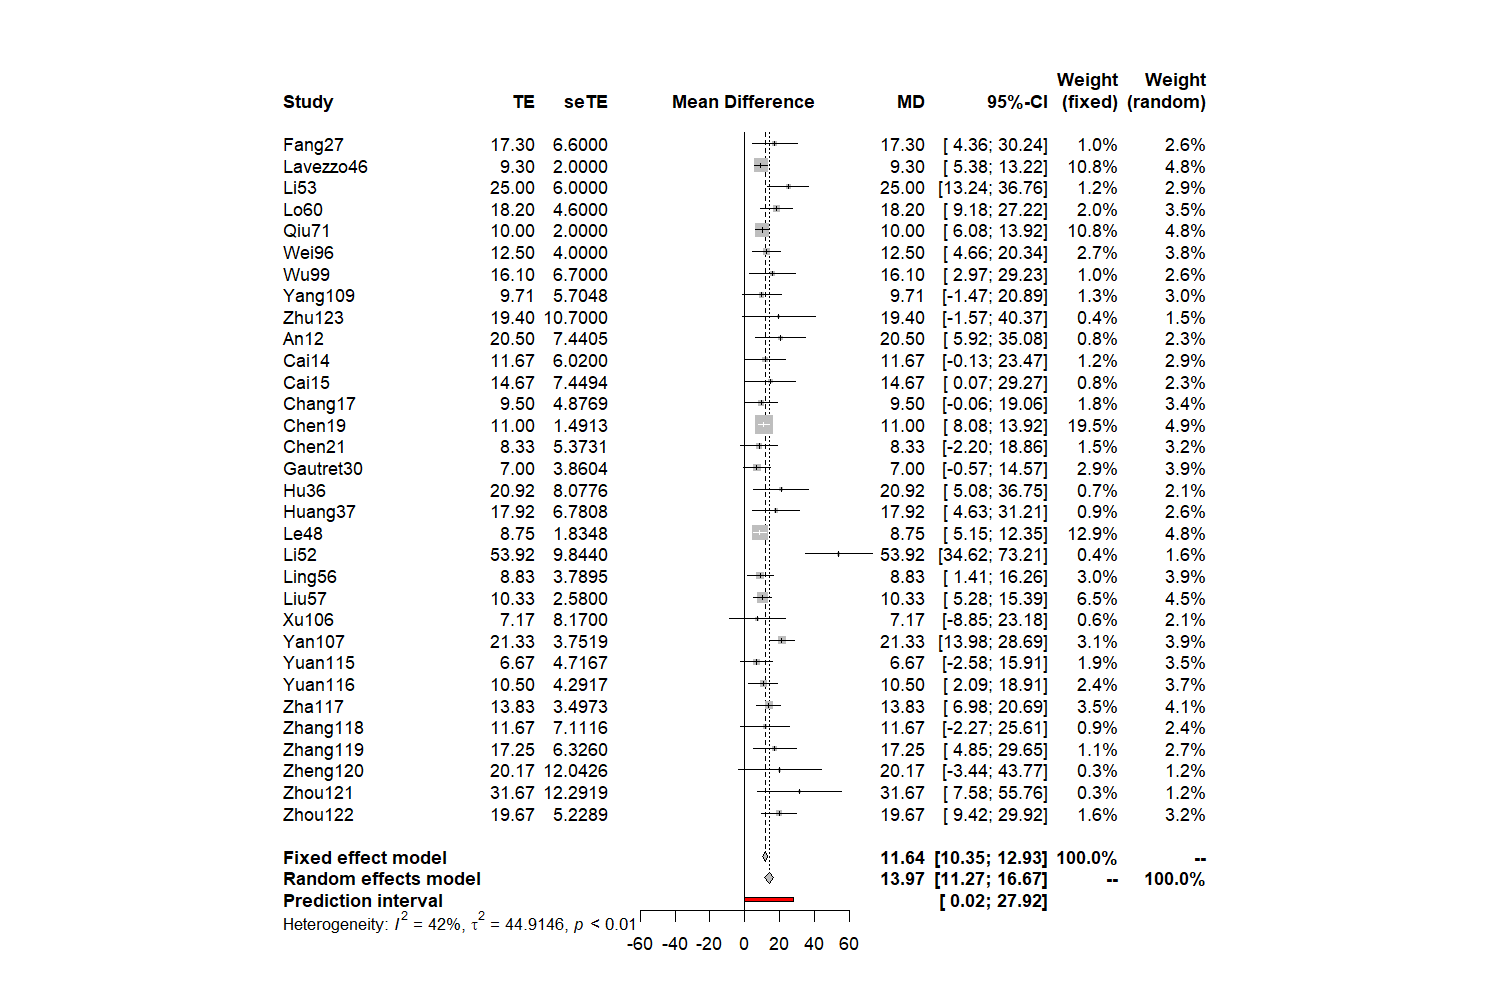 Weight Weight
Study TE seTE Mean Difference MD 95%-CI (fixed) (random)
Fang27 17.30 6.6000 17.30 [ 4.36; 30.24] 1.0% 2.6%
Lavezzo46 9.30 2.0000 9.30 [ 5.38; 13.22] 10.8% 4.8%
Li53 25.00 6.0000 25.00 [13.24; 36.76] 1.2% 2.9%
Lo60 18.20 4.6000 18.20 [ 9.18; 27.22] 2.0% 3.5%
Qiu71 10.00 2.0000 10.00 [ 6.08; 13.92] 10.8% 4.8%
Wei96 12.50 4.0000 12.50 [ 4.66; 20.34] 2.7% 3.8%
Wu99 16.10 6.7000 16.10 [ 2.97; 29.23] 1.0% 2.6%
Yang109 9.71 5.7048 9.71 [-1.47; 20.89] 1.3% 3.0%
Zhu123 19.40 10.7000 19.40 [-1.57; 40.37] 0.4% 1.5%
An12 20.50 7.4405 20.50 [ 5.92; 35.08] 0.8% 2.3%
Cai14 11.67 6.0200 11.67 [-0.13; 23.47] 1.2% 2.9%
Cai15 14.67 7.4494 14.67 [ 0.07; 29.27] 0.8% 2.3%
Chang17 9.50 4.8769 9.50 [-0.06; 19.06] 1.8% 3.4%
Chen19 11.00 1.4913 11.00 [ 8.08; 13.92] 19.5% 4.9%
Chen21 8.33 5.3731 8.33 [-2.20; 18.86] 1.5% 3.2%
Gautret30 7.00 3.8604 7.00 [-0.57; 14.57] 2.9% 3.9%
Hu36 20.92 8.0776 20.92 [ 5.08; 36.75] 0.7% 2.1%
Huang37 17.92 6.7808 17.92 [ 4.63; 31.21] 0.9% 2.6%
Le48 8.75 1.8348 8.75 [ 5.15; 12.35] 12.9% 4.8%
Li52 53.92 9.8440 53.92 [34.62; 73.21] 0.4% 1.6%
Ling56 8.83 3.7895 8.83 [ 1.41; 16.26] 3.0% 3.9%
Liu57 10.33 2.5800 10.33 [ 5.28; 15.39] 6.5% 4.5%
Xu106 7.17 8.1700 7.17 [-8.85; 23.18] 0.6% 2.1%
Yan107 21.33 3.7519 21.33 [13.98; 28.69] 3.1% 3.9%
Yuan115 6.67 4.7167 6.67 [-2.58; 15.91] 1.9% 3.5%
Yuan116 10.50 4.2917 10.50 [ 2.09; 18.91] 2.4% 3.7%
Zha117 13.83 3.4973 13.83 [ 6.98; 20.69] 3.5% 4.1%
Zhang118 11.67 7.1116 11.67 [-2.27; 25.61] 0.9% 2.4%
Zhang119 17.25 6.3260 17.25 [ 4.85; 29.65] 1.1% 2.7%
Zheng120 20.17 12.0426 20.17 [-3.44; 43.77] 0.3% 1.2%
Zhou121 31.67 12.2919 31.67 [ 7.58; 55.76] 0.3% 1.2%
Zhou122 19.67 5.2289 19.67 [ 9.42; 29.92] 1.6% 3.2%
Fixed effect model 11.64 [10.35; 12.93] 100.0% --
Random effects model 13.97 [11.27; 16.67] -- 100.0%
Prediction interval [ 0.02; 27.92]
Heterogeneity: I² = 42%, τ² = 44.9146, p < 0.01
-60 -40 -20 0 20 40 60